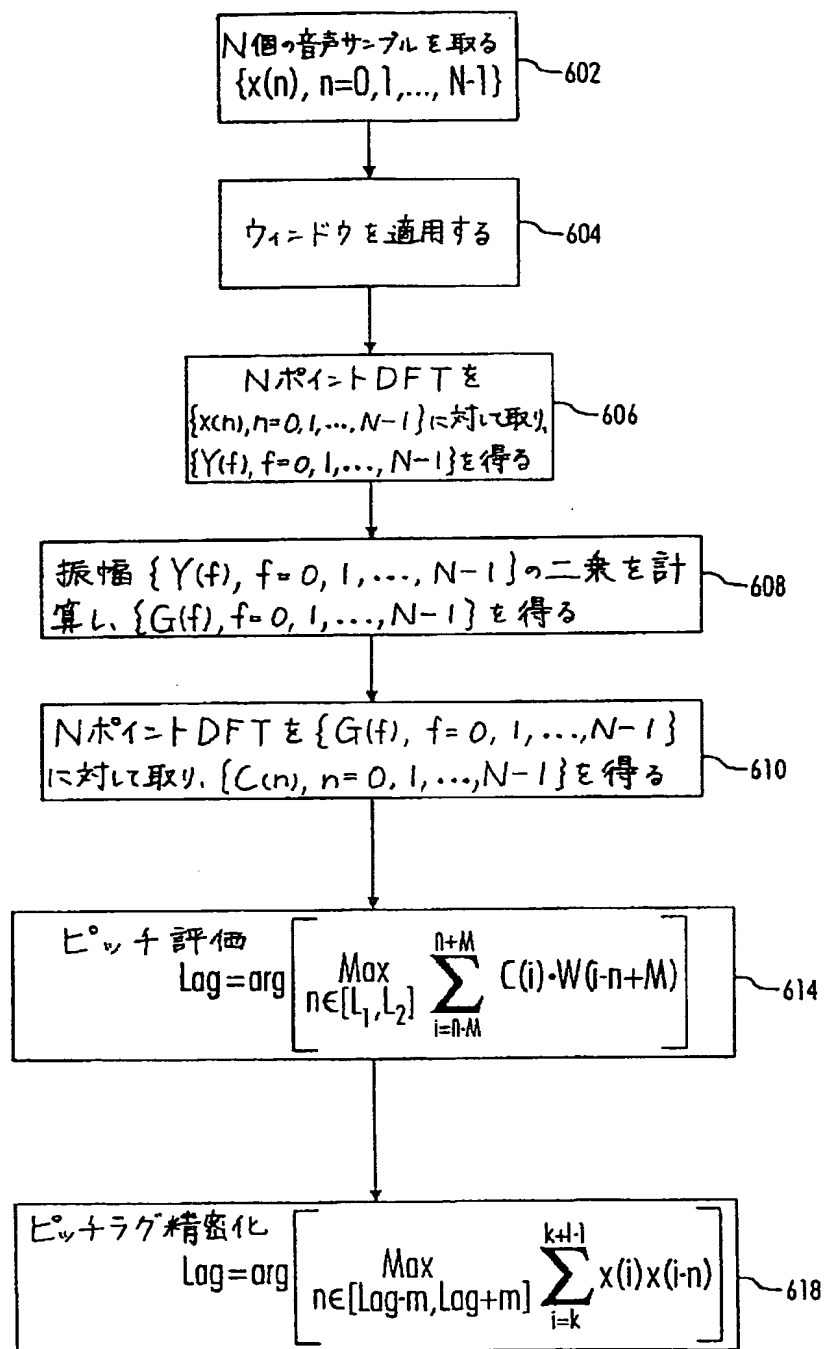 N個の音声サンプルを取る
{x(n), n=0,1,..., N-1}
602
ウィンドウを適用する
604
NポイントDFTを
{x(n),n=0,1,...,N-1}に対して取り、
{Y(f), f=0,1,..., N-1}を得る
606
振幅{Y(f), f=0,1,..., N-1}の二乗を計
算し、{G(f), f=0,1,...,N-1}を得る
608
NポイントDFTを{G(f), f=0,1,...,N-1}
に対して取り、{C(n), n=0,1,...,N-1}を得る
610
ピッチ評価
Lag=arg[Max n∈[L₁,L₂] ∑ i=n-M n+M C(i)·W(i-n+M)]
614
ピッチラグ精密化
Lag=arg[Max n∈[Lag-m,Lag+m] ∑ i=k k+l-1 x(i)x(i-n)]
618